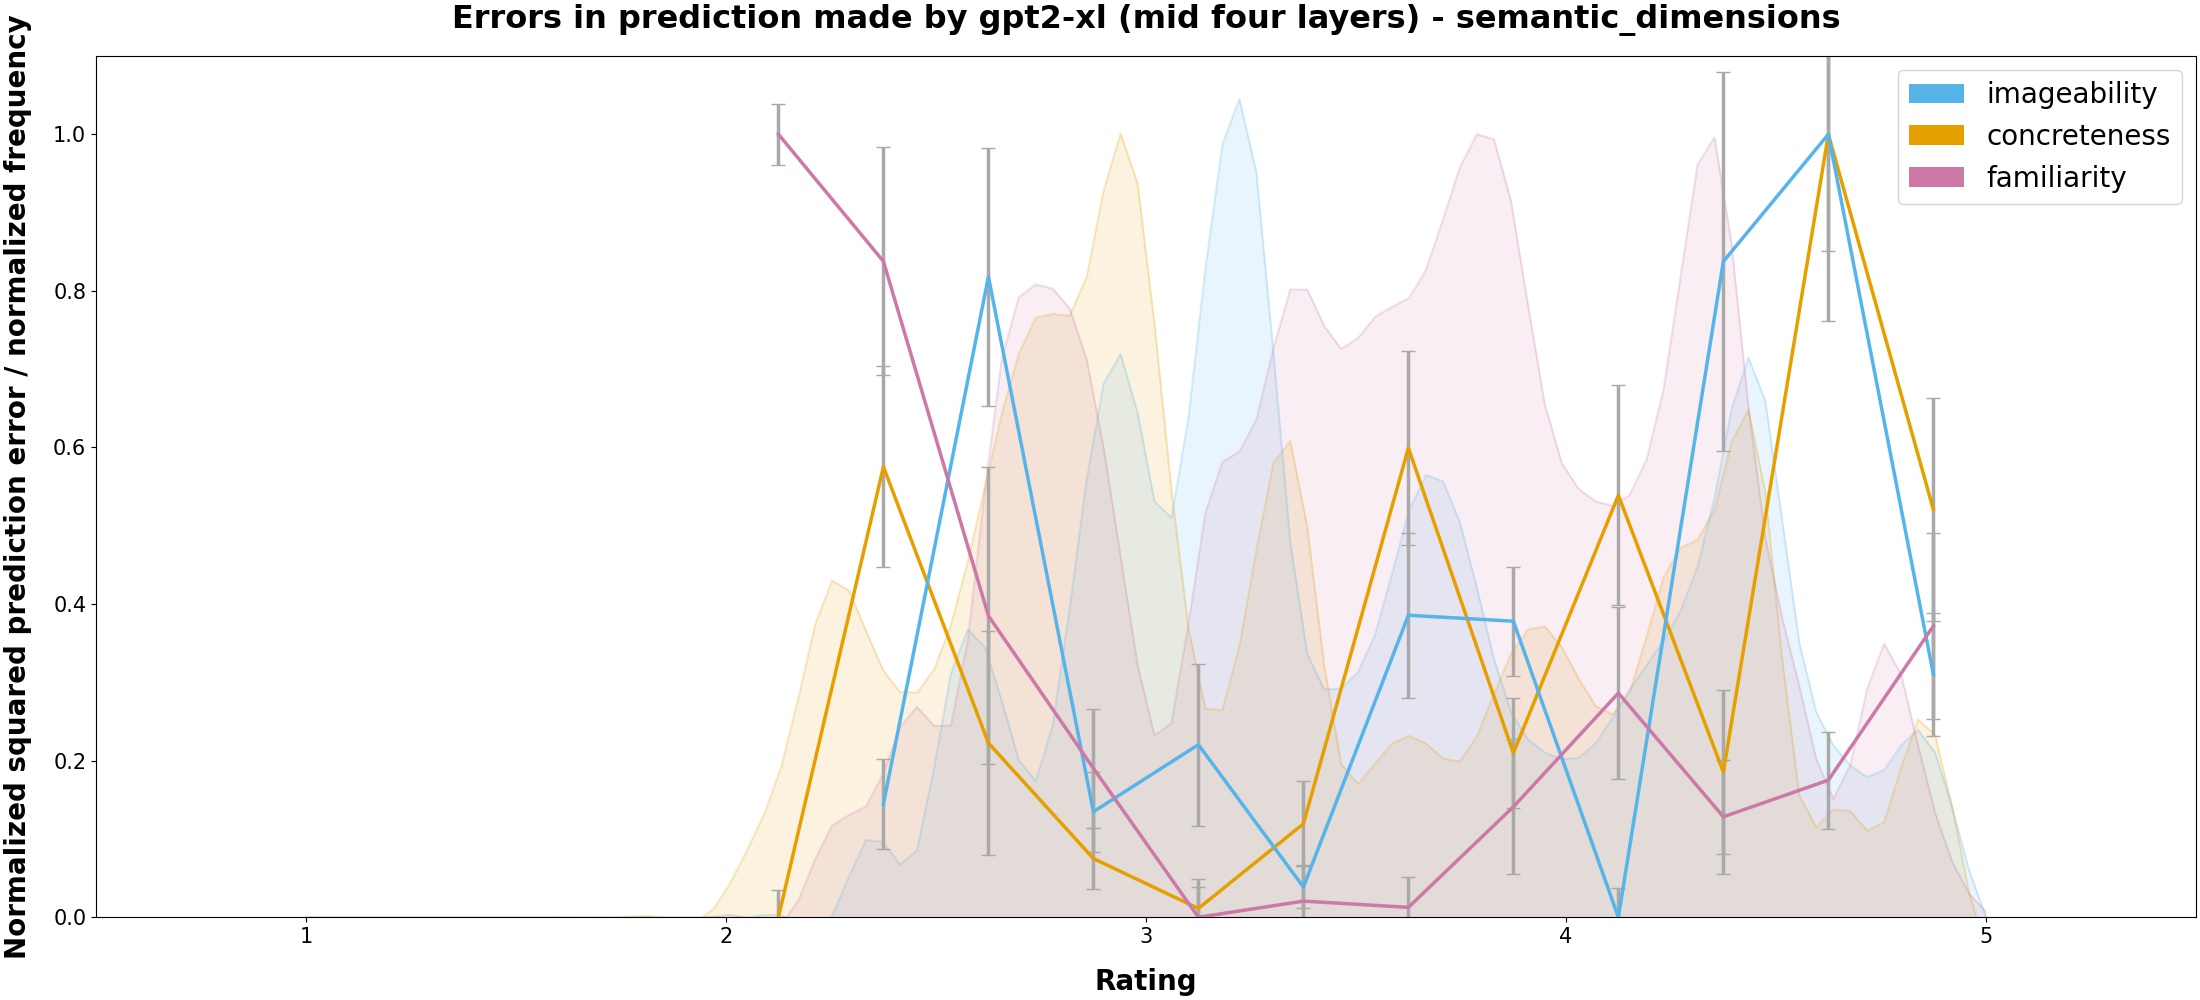 Errors in prediction made by gpt2-xl (mid four layers) - semantic_dimensions
Normalized squared prediction error / normalized frequency
1.0
0.8
0.6
0.4
0.2
0.0
imageability
concreteness
familiarity
1 2 3 4 5
Rating